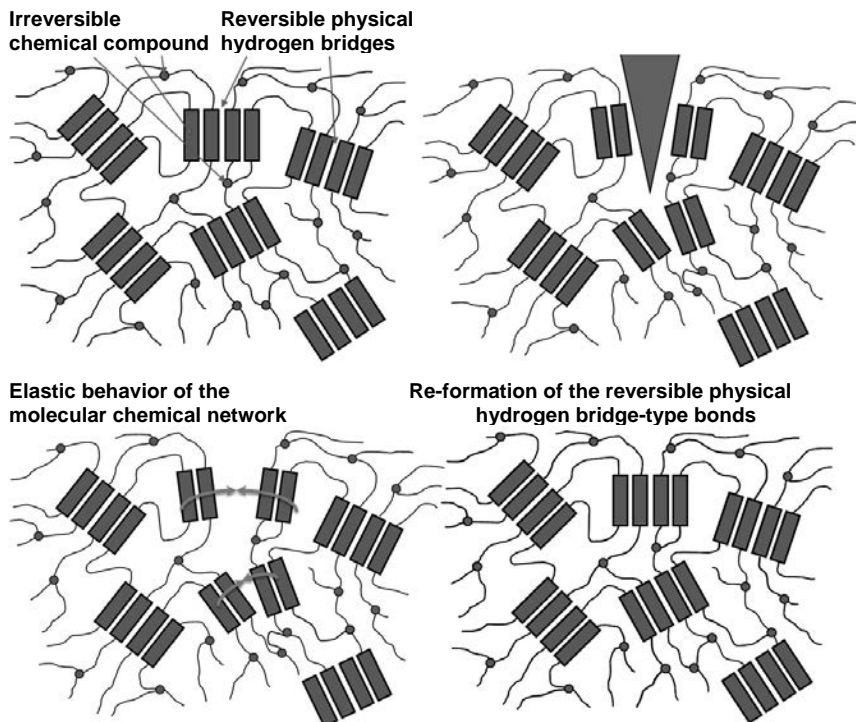 Irreversible
chemical compound
Reversible physical
hydrogen bridges
Elastic behavior of the
molecular chemical network
Re-formation of the reversible physical
hydrogen bridge-type bonds